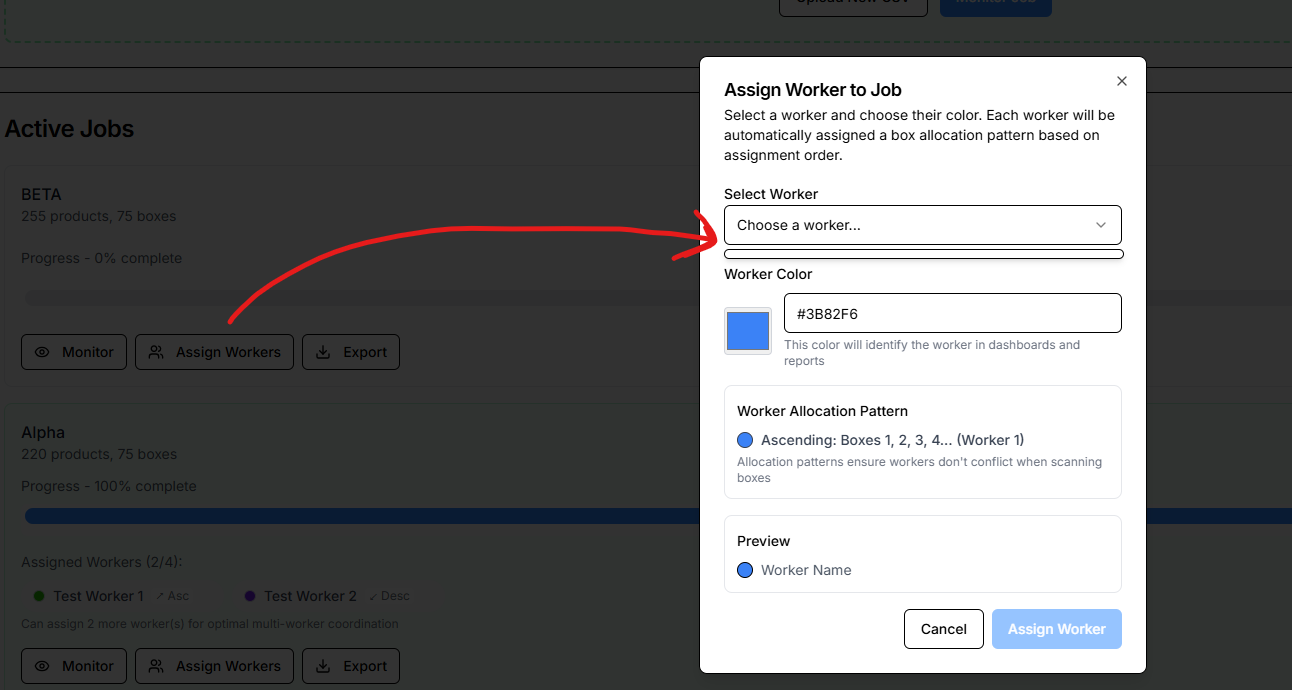 Upload New CSV
Monitor Job
Active Jobs
BETA
255 products, 75 boxes
Progress - 0% complete
Monitor
Assign Workers
Export
Alpha
220 products, 75 boxes
Progress - 100% complete
Assigned Workers (2/4):
Test Worker 1 ↗ Asc
Test Worker 2 ↙ Desc
Can assign 2 more worker(s) for optimal multi-worker coordination
Monitor
Assign Workers
Export
Assign Worker to Job
Select a worker and choose their color. Each worker will be
automatically assigned a box allocation pattern based on
assignment order.
Select Worker
Choose a worker...
Worker Color
#3B82F6
This color will identify the worker in dashboards and
reports
Worker Allocation Pattern
Ascending: Boxes 1, 2, 3, 4... (Worker 1)
Allocation patterns ensure workers don't conflict when scanning
boxes
Preview
Worker Name
Cancel
Assign Worker